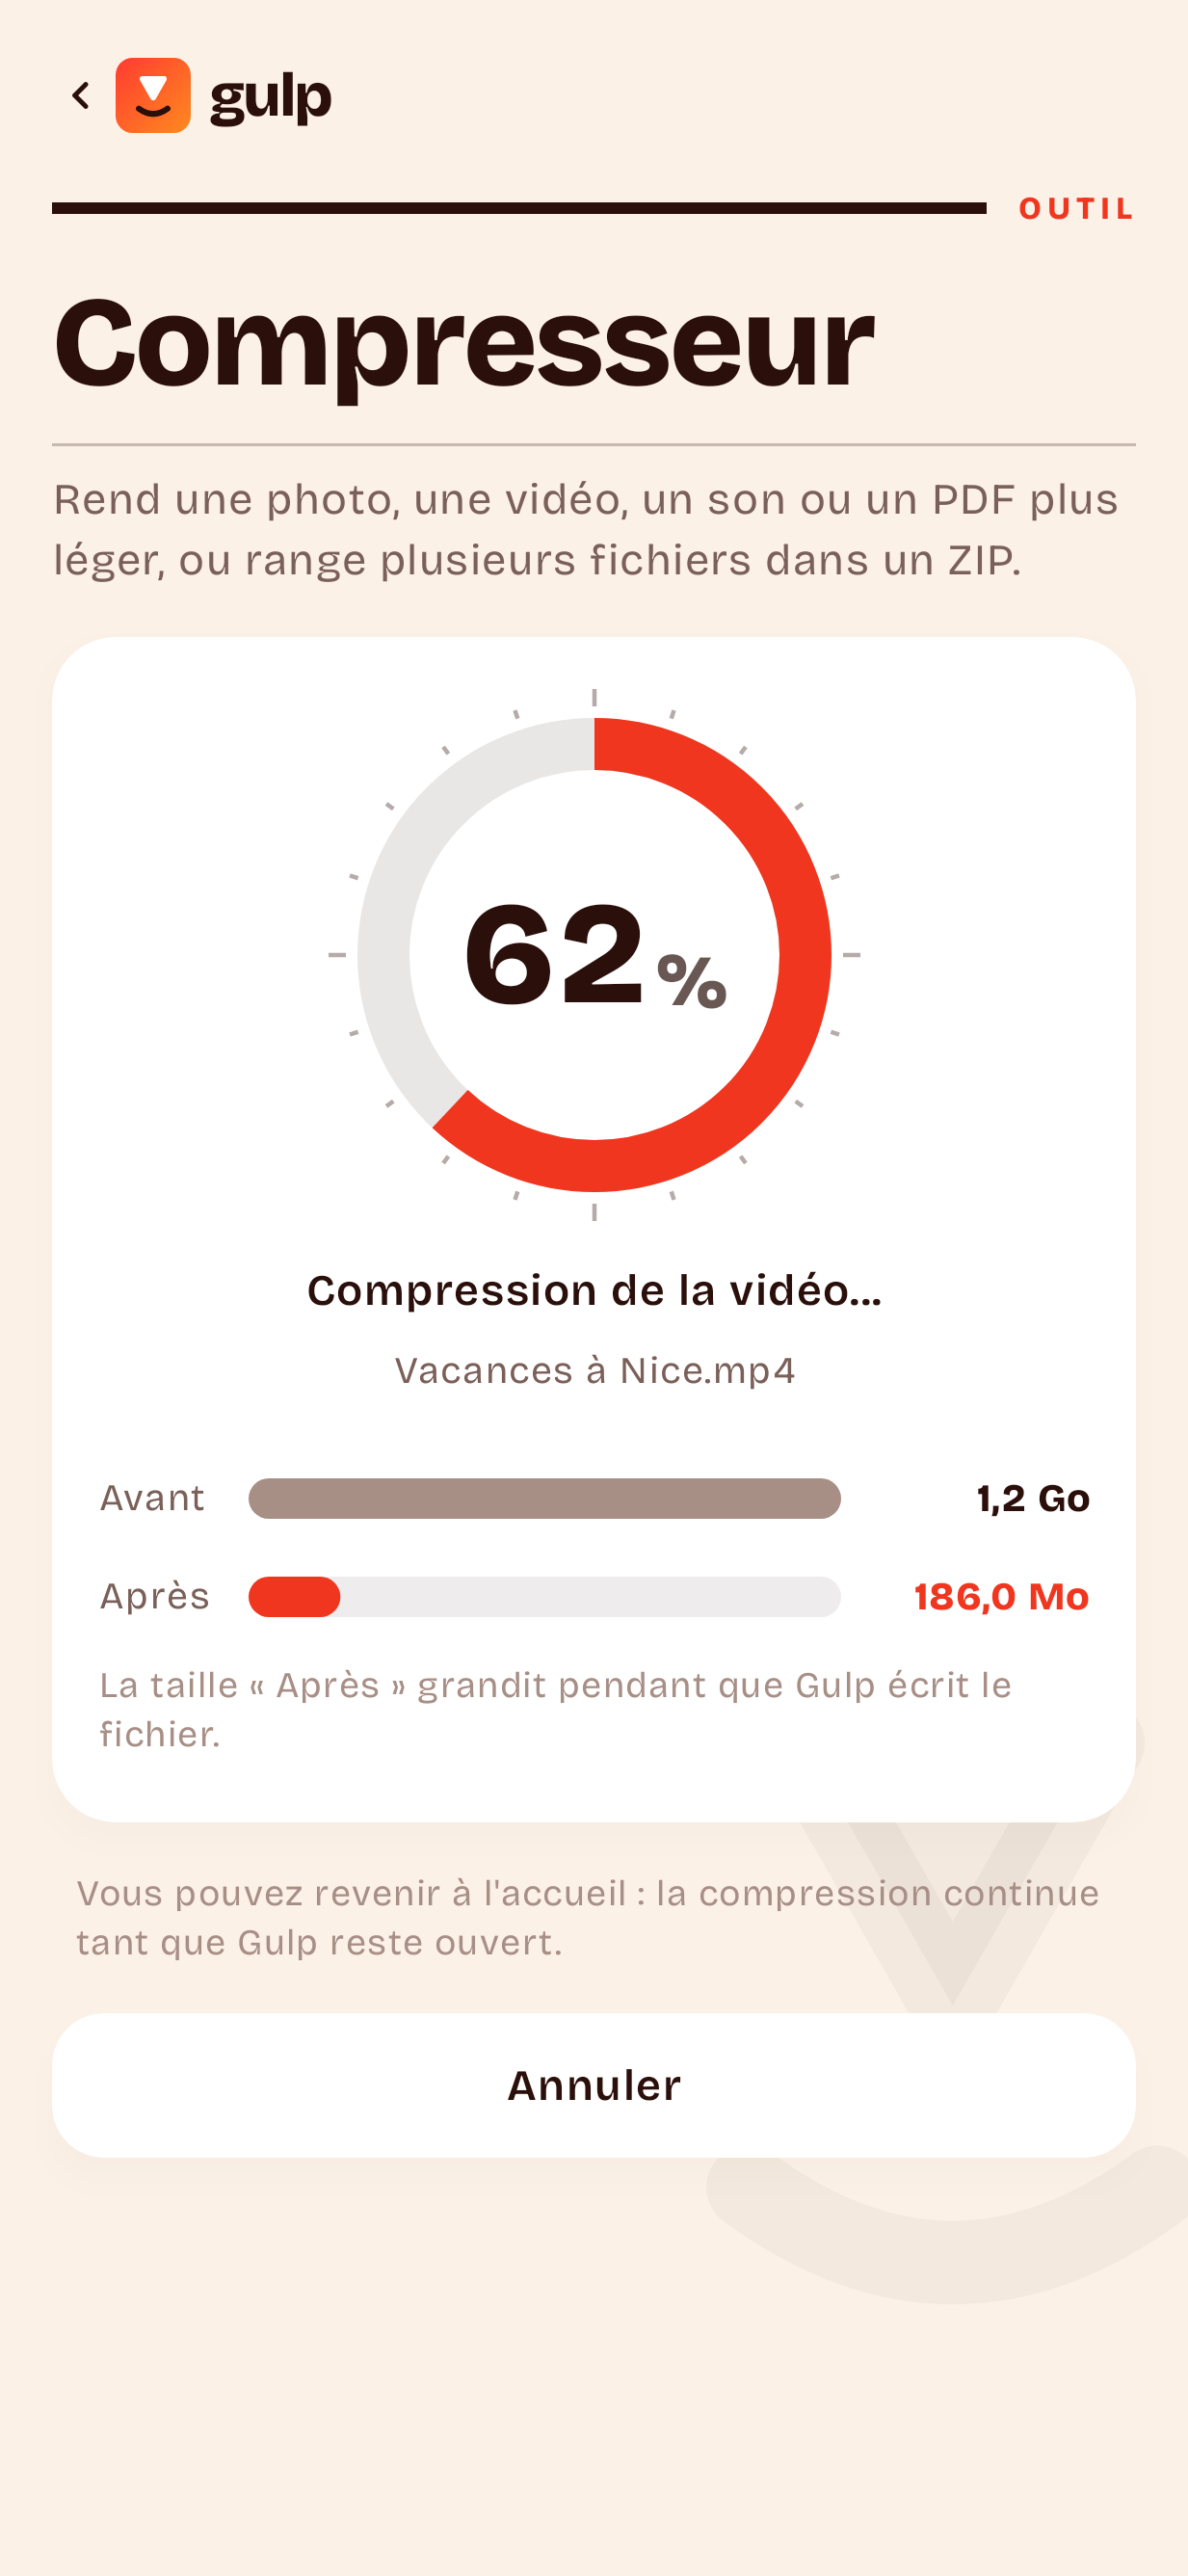 gulp
OUTIL
Compresseur
Rend une photo, une vidéo, un son ou un PDF plus
léger, ou range plusieurs fichiers dans un ZIP.
62%
Compression de la vidéo...
Vacances à Nice.mp4
Avant 1,2 Go
Après 186,0 Mo
La taille « Après » grandit pendant que Gulp écrit le
fichier.
Vous pouvez revenir à l'accueil : la compression continue
tant que Gulp reste ouvert.
Annuler